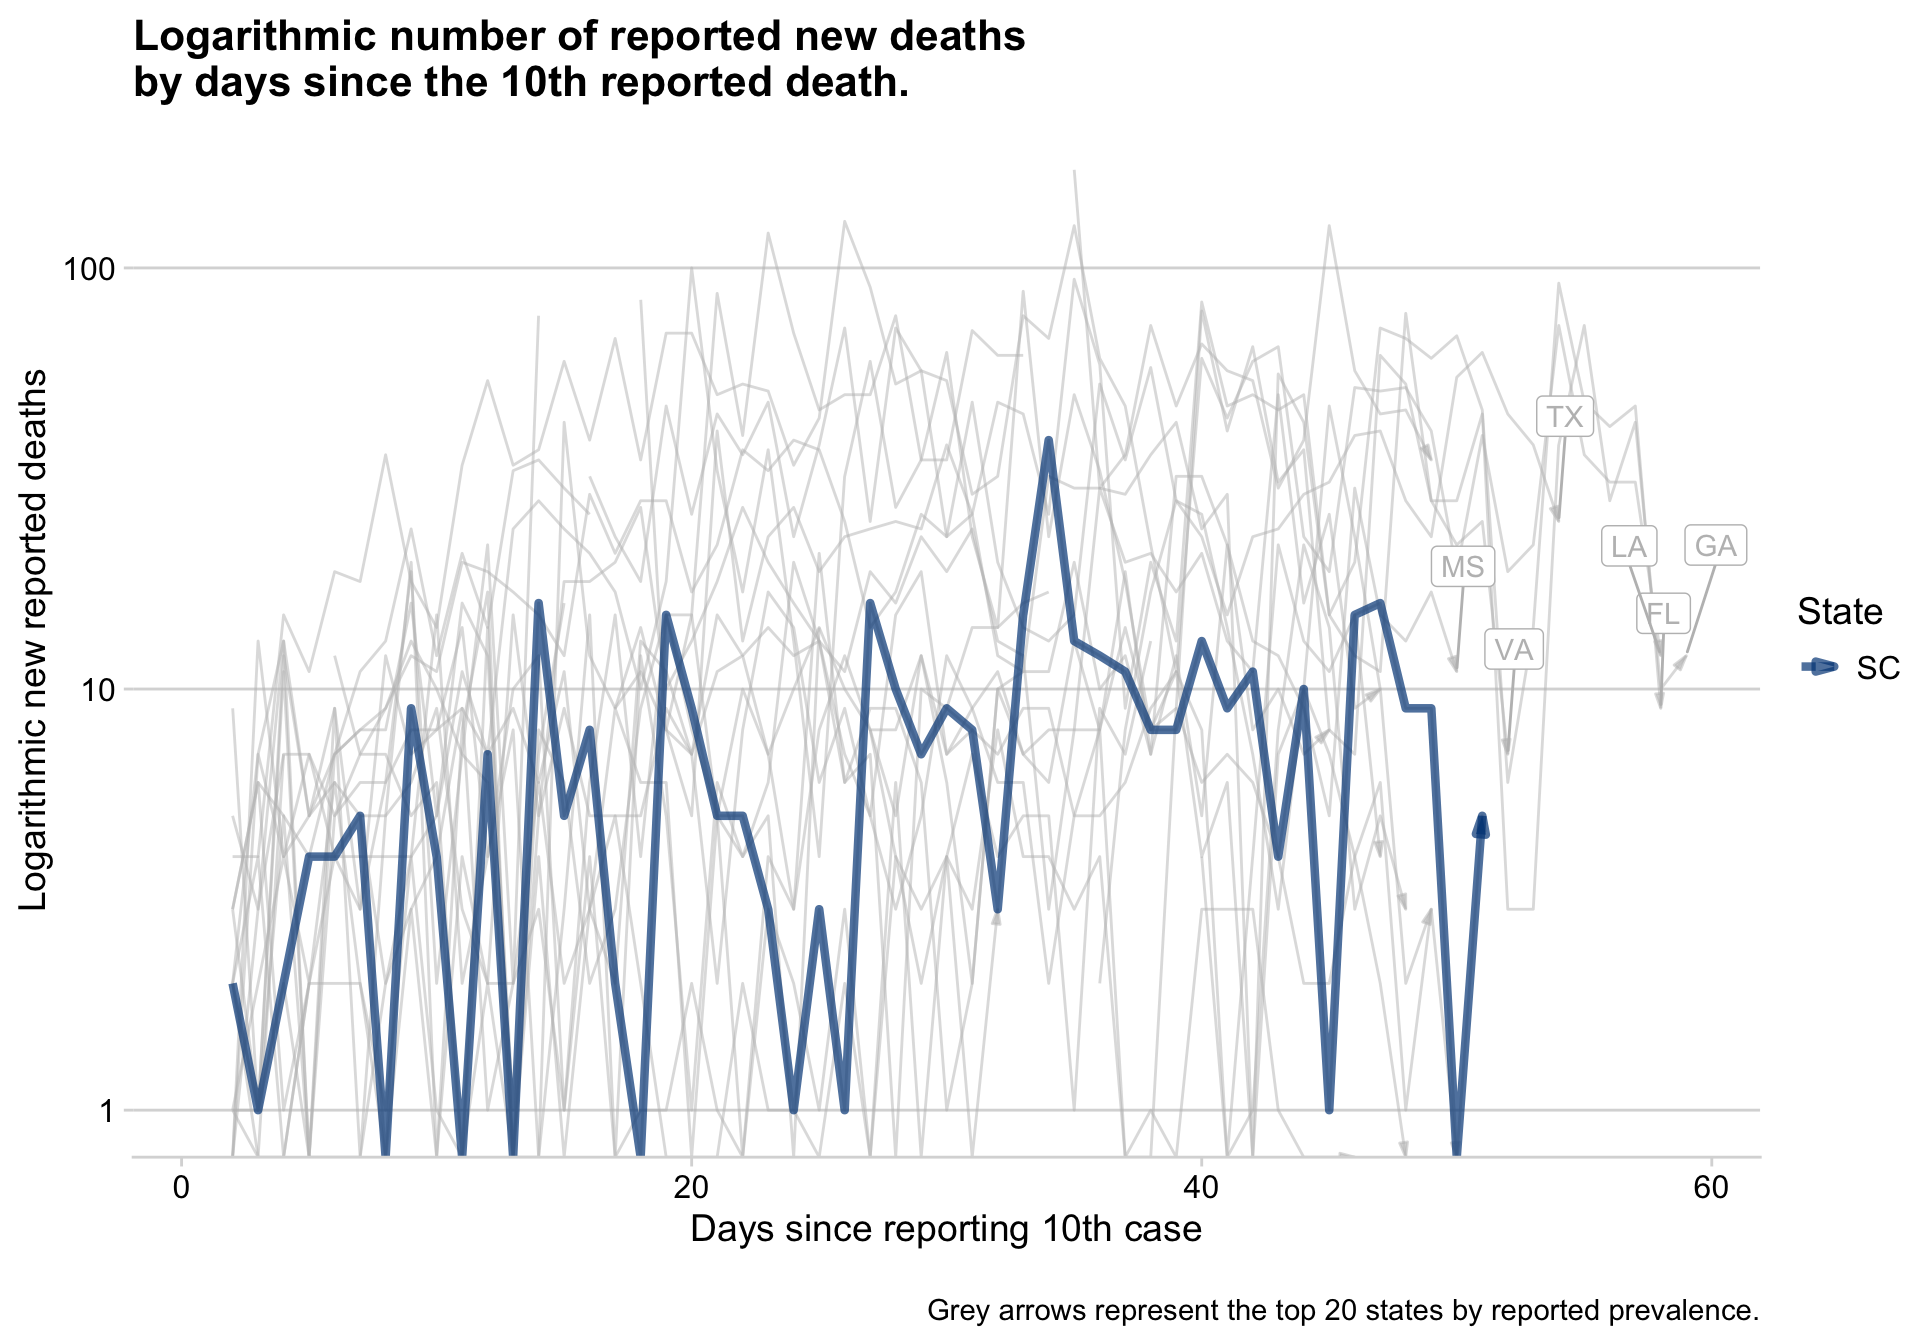 Logarithmic number of reported new deaths
by days since the 10th reported death.
Logarithmic new reported deaths
100
10
1
TX
LA
GA
MS
FL
VA
State
SC
0
20
40
60
Days since reporting 10th case
Grey arrows represent the top 20 states by reported prevalence.